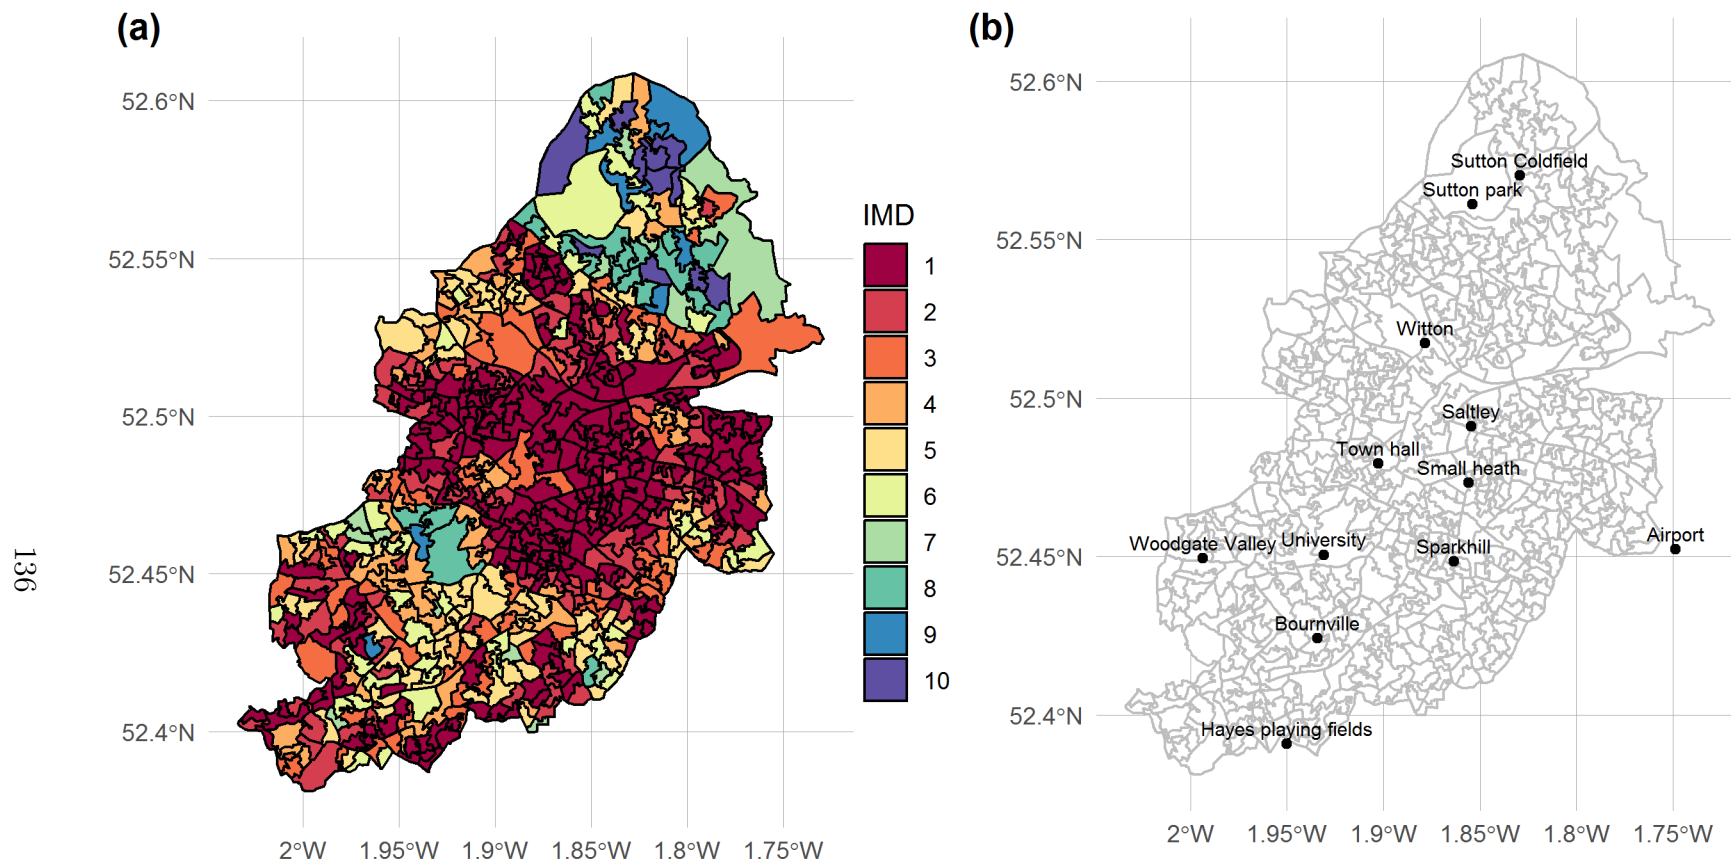 (a)
52.6°N
52.55°N
52.5°N
52.45°N
52.4°N
2°W 1.95°W 1.9°W 1.85°W 1.8°W 1.75°W
IMD
1
2
3
4
5
6
7
8
9
10
(b)
52.6°N
52.55°N
52.5°N
52.45°N
52.4°N
Sutton Coldfield
Sutton park
Witton
Saltley
Town hall
Small heath
Woodgate Valley
University
Sparkhill
Airport
Bournville
Hayes playing fields
2°W 1.95°W 1.9°W 1.85°W 1.8°W 1.75°W
136